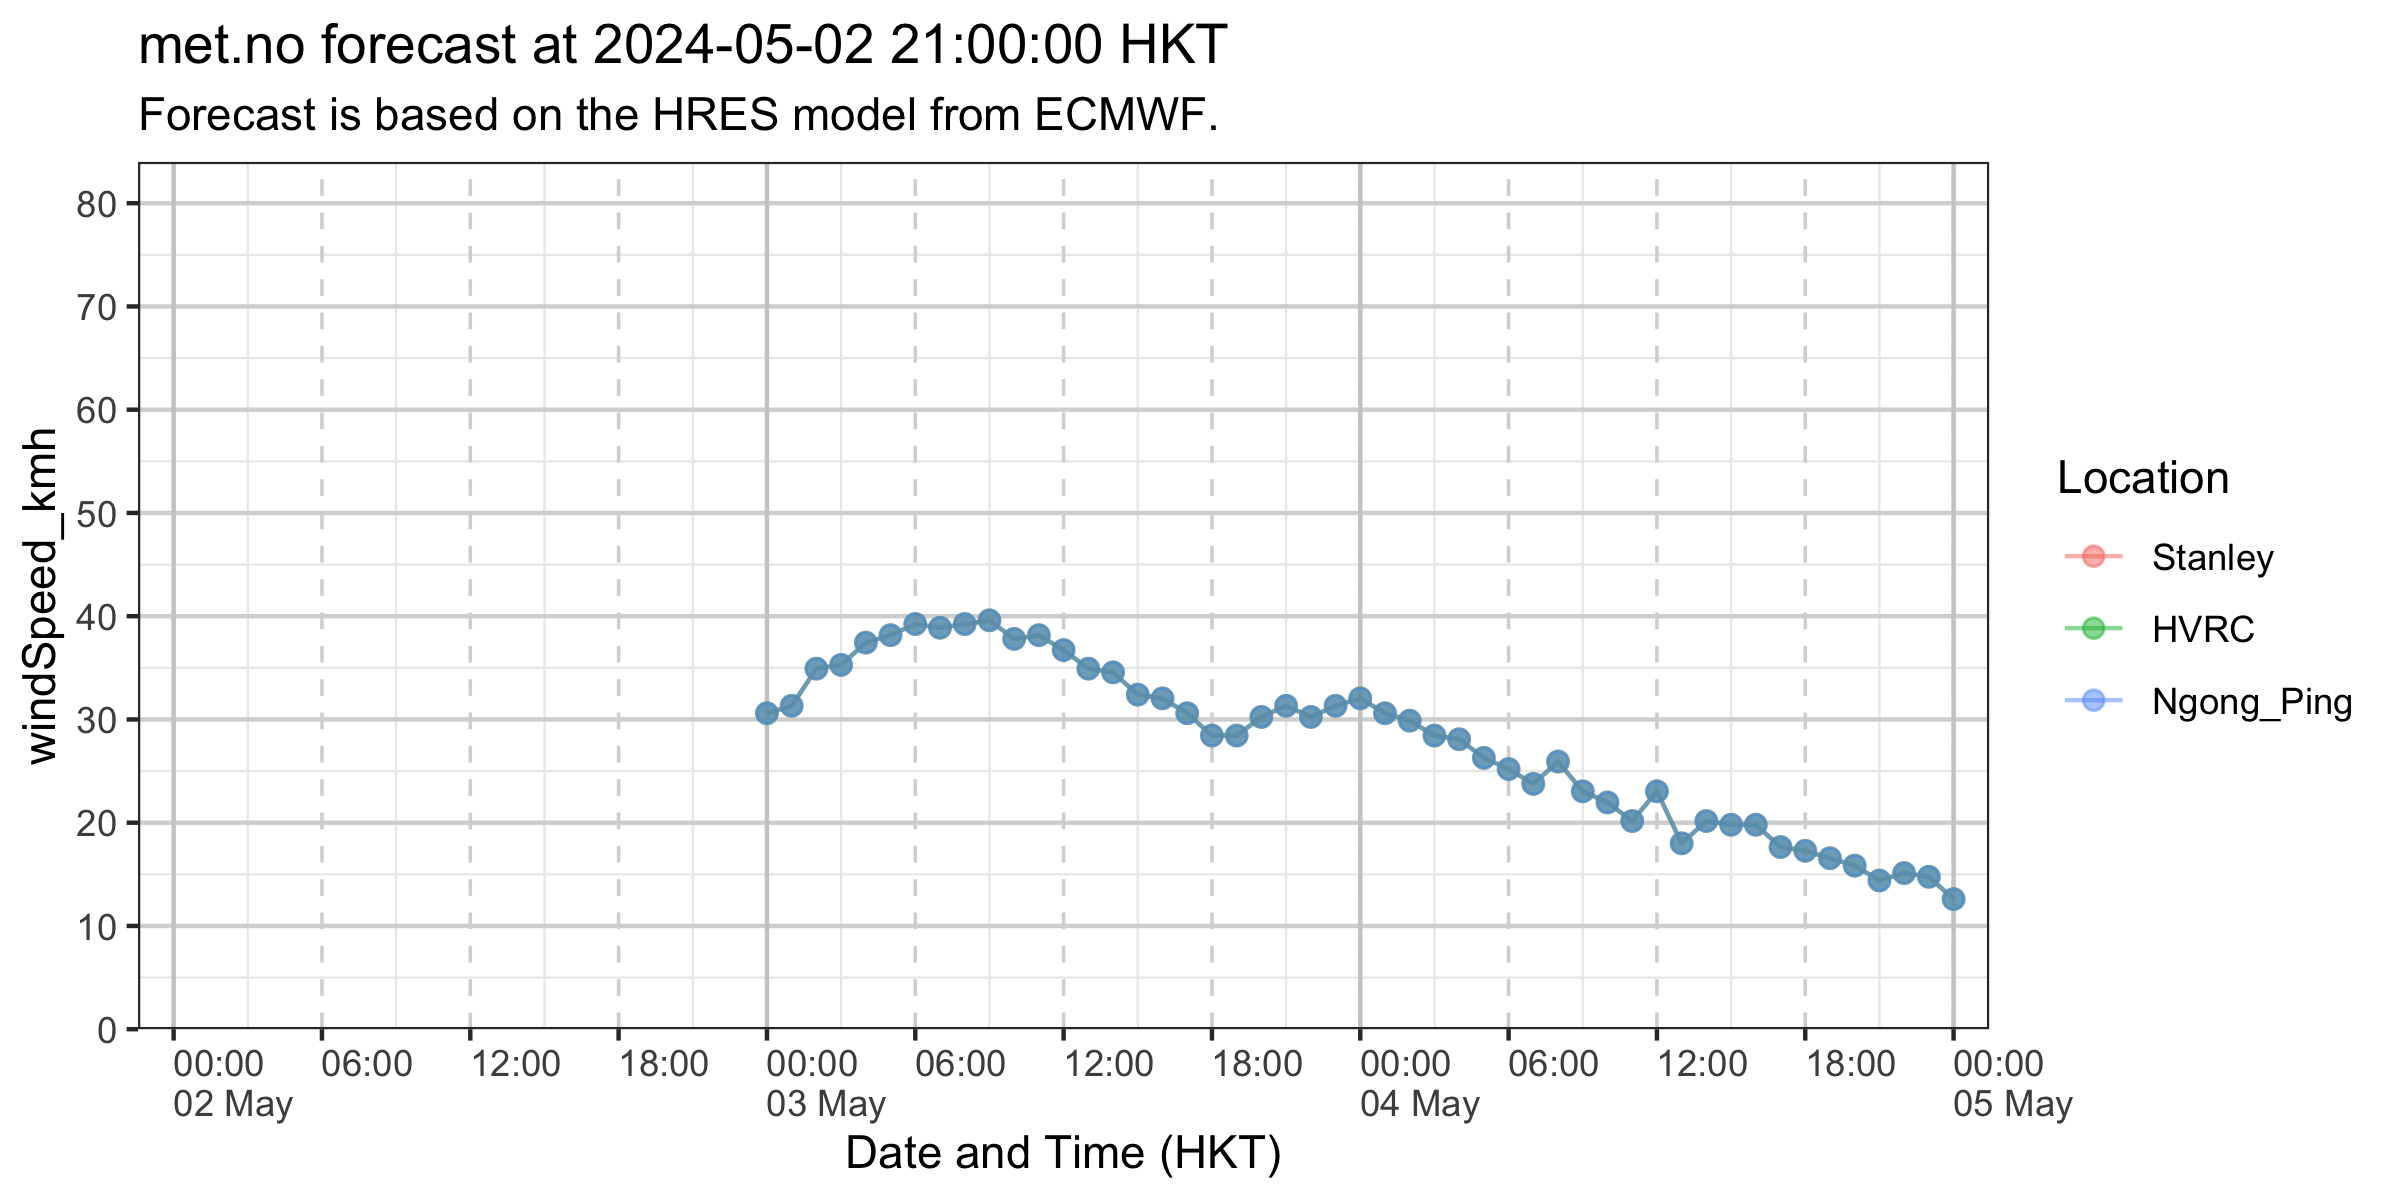 met.no forecast at 2024-05-02 21:00:00 HKT
Forecast is based on the HRES model from ECMWF.
windSpeed_kmh
80
70
60
50
40
30
20
10
0
00:00 06:00 12:00 18:00 00:00 06:00 12:00 18:00 00:00 06:00 12:00 18:00 00:00
02 May 03 May 04 May 05 May
Date and Time (HKT)
Location
Stanley
HVRC
Ngong_Ping